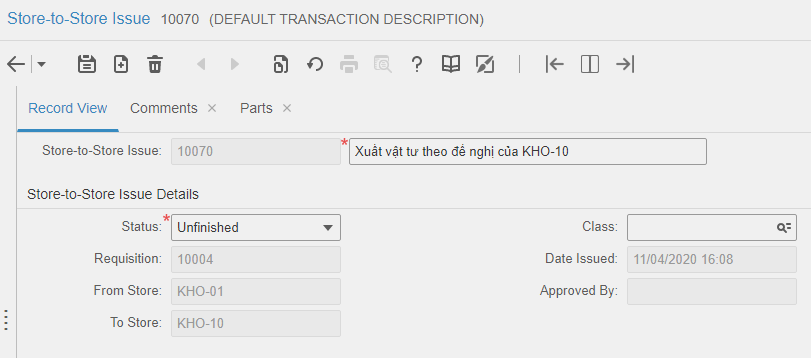 Store-to-Store Issue 10070 (DEFAULT TRANSACTION DESCRIPTION)
Record View Comments × Parts ×
Store-to-Store Issue: 10070 * Xuất vật tư theo đề nghị của KHO-10
Store-to-Store Issue Details
Status: * Unfinished Class:
Requisition: 10004 Date Issued: 11/04/2020 16:08
From Store: KHO-01 Approved By:
To Store: KHO-10